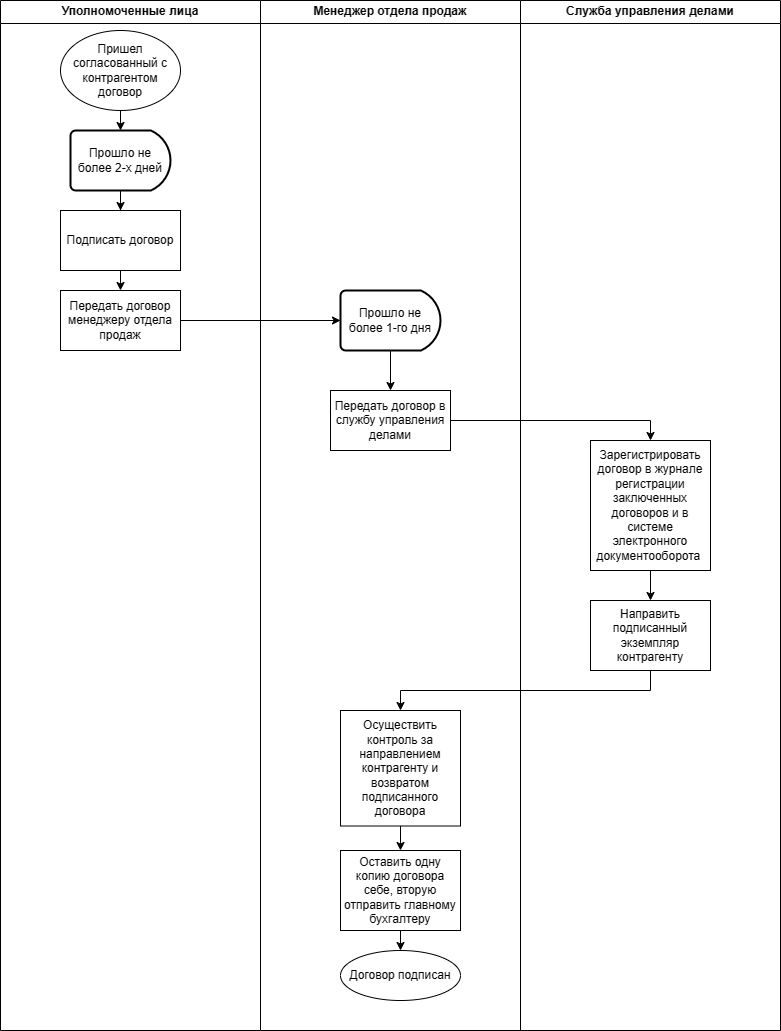 Уполномоченные лица
Менеджер отдела продаж
Служба управления делами
Пришел
согласованный с
контрагентом
договор
Прошло не
более 2-х дней
Подписать договор
Передать договор
менеджеру отдела
продаж
Прошло не
более 1-го дня
Передать договор в
службу управления
делами
Зарегистрировать
договор в журнале
регистрации
заключенных
договоров и в
системе
электронного
документооборота
Направить
подписанный
экземпляр
контрагенту
Осуществить
контроль за
направлением
контрагенту и
возвратом
подписанного
договора
Оставить одну
копию договора
себе, вторую
отправить главному
бухгалтеру
Договор подписан